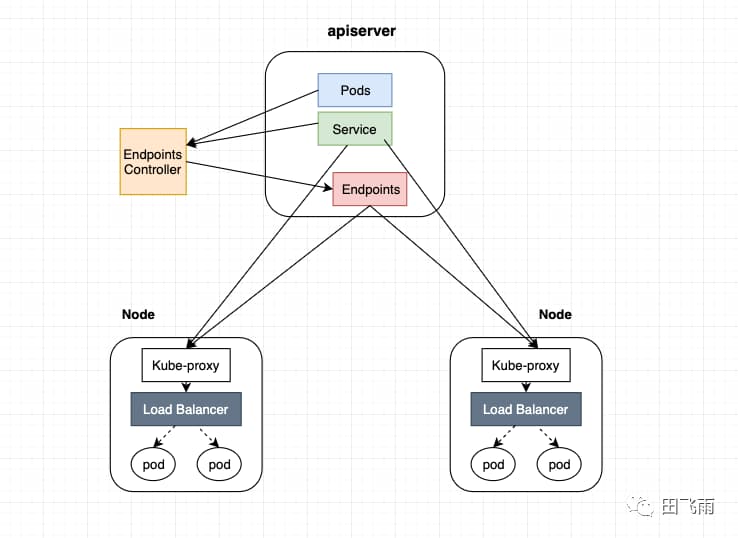 apiserver
Pods
Service
Endpoints
Controller
Endpoints
Node
Node
Kube-proxy
Kube-proxy
Load Balancer
Load Balancer
pod
pod
pod
pod
田飞雨